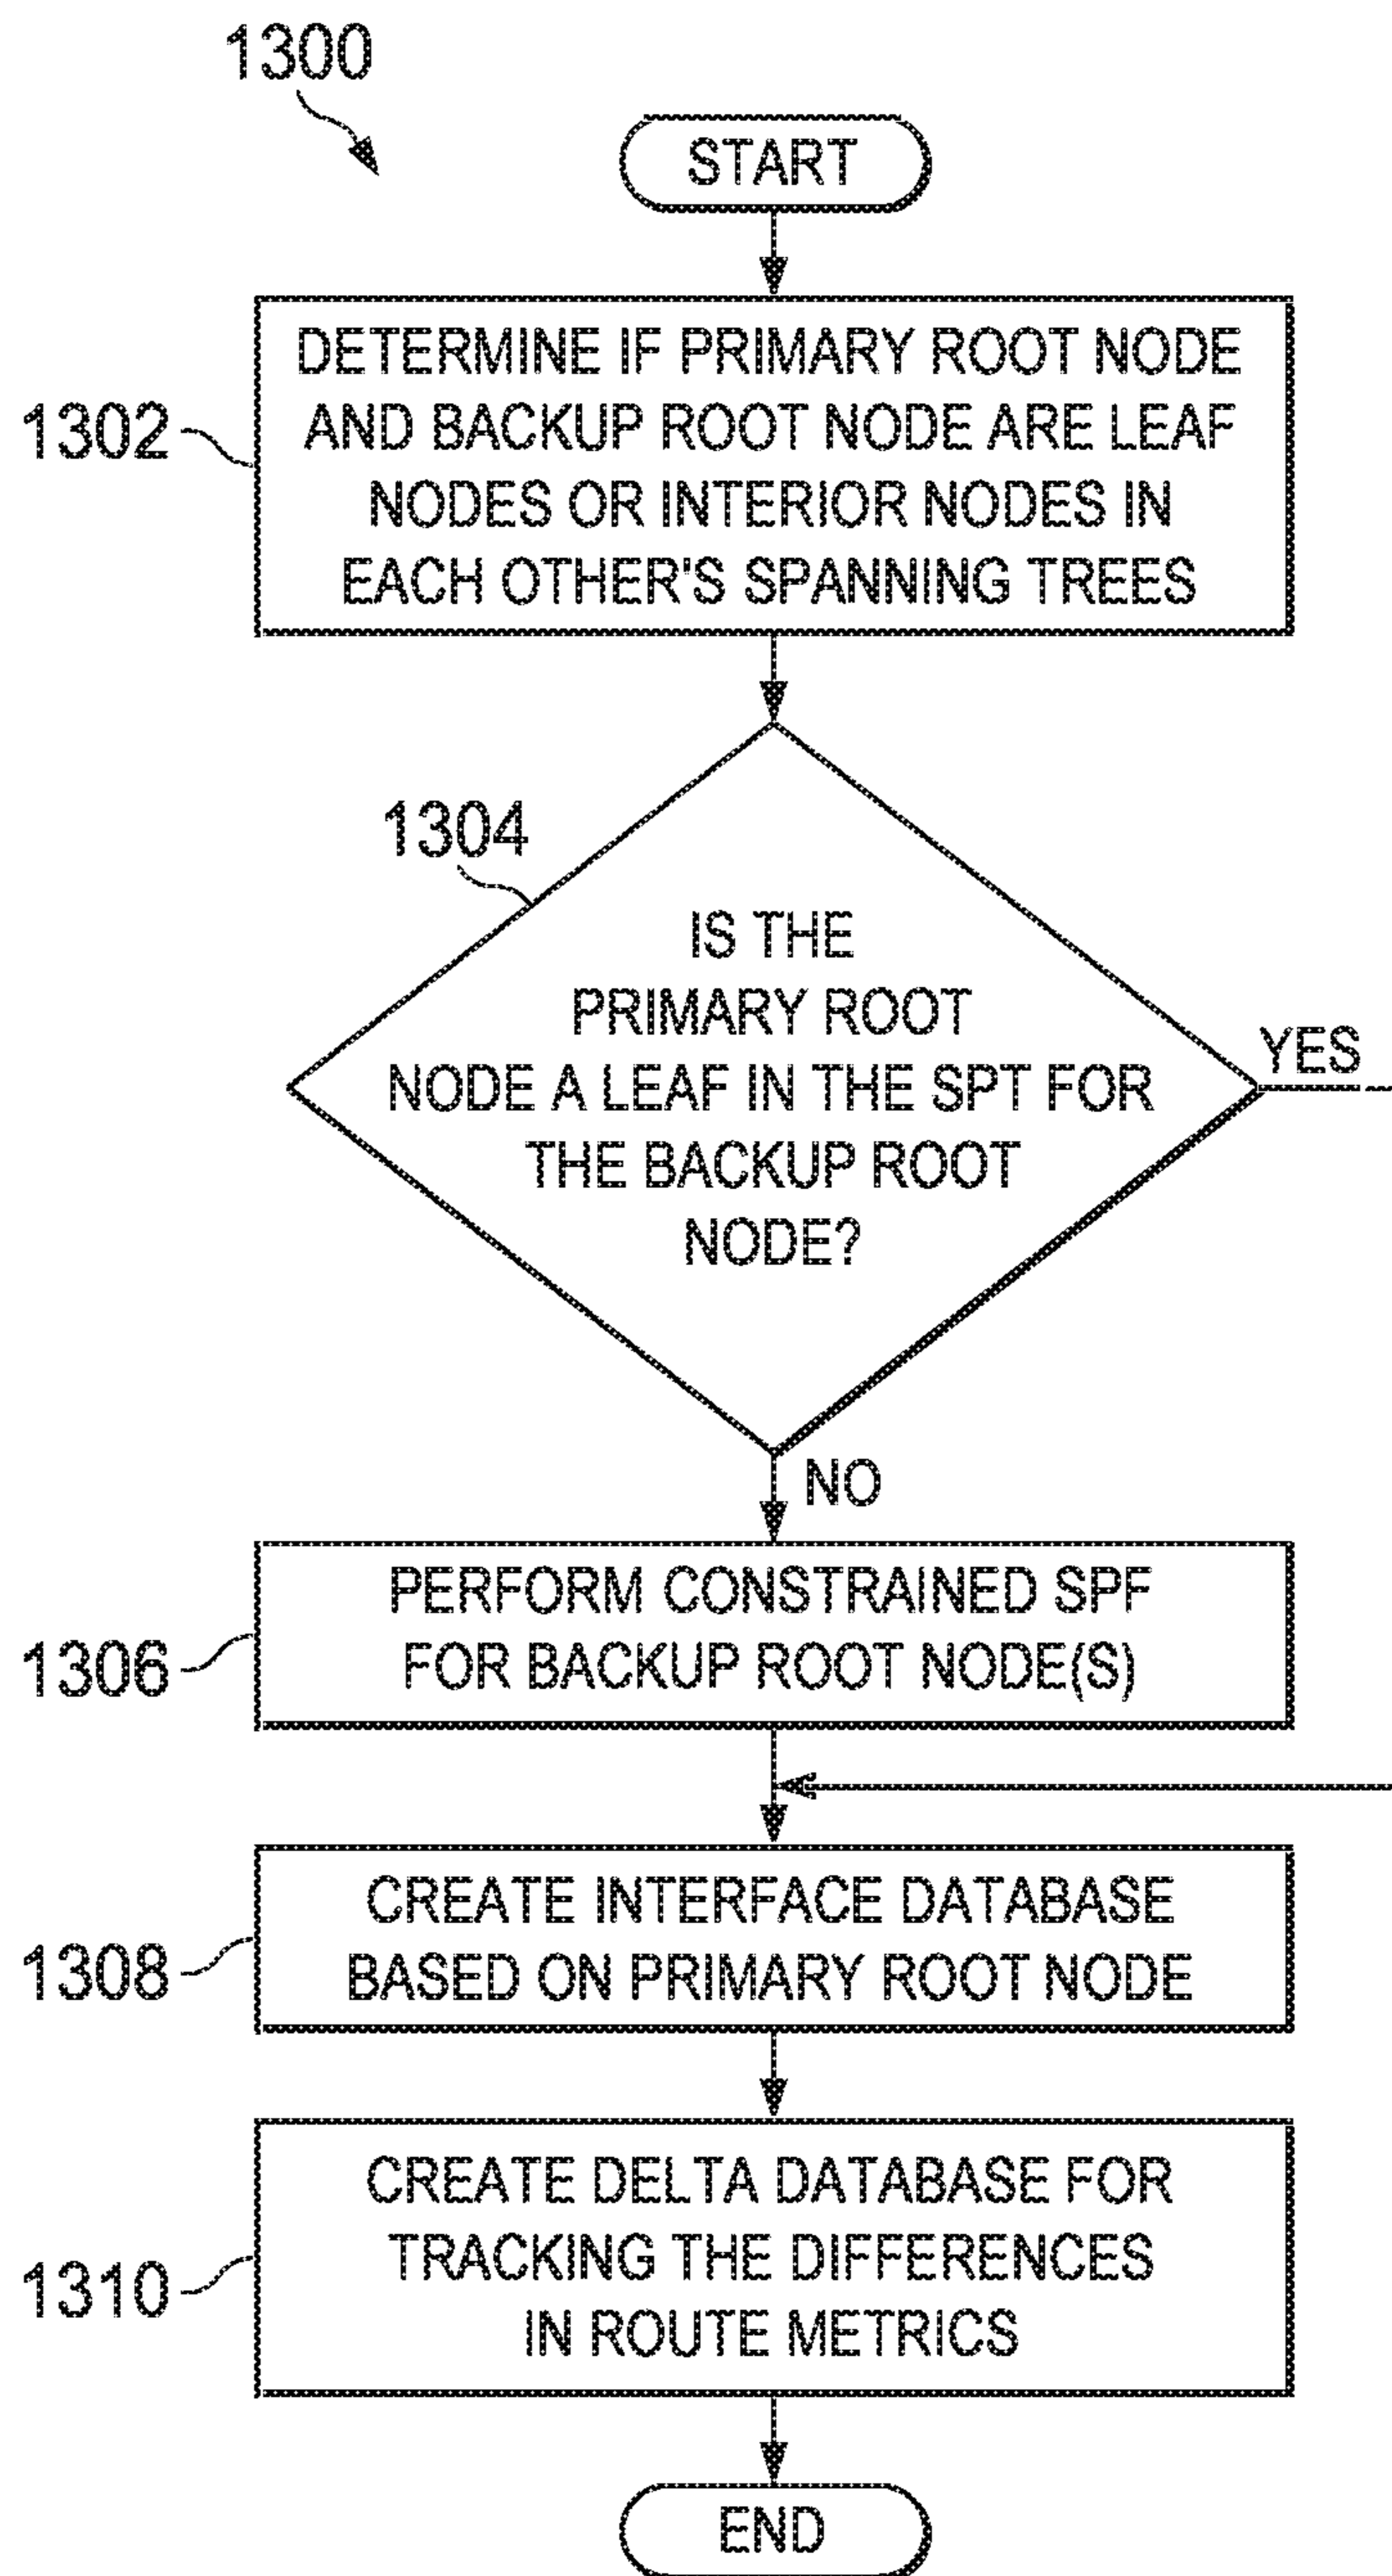 1300
START
1302
DETERMINE IF PRIMARY ROOT NODE
AND BACKUP ROOT NODE ARE LEAF
NODES OR INTERIOR NODES IN
EACH OTHER'S SPANNING TREES
1304
IS THE
PRIMARY ROOT
NODE A LEAF IN THE SPT FOR
THE BACKUP ROOT
NODE?
YES
NO
1306
PERFORM CONSTRAINED SPF
FOR BACKUP ROOT NODE(S)
1308
CREATE INTERFACE DATABASE
BASED ON PRIMARY ROOT NODE
1310
CREATE DELTA DATABASE FOR
TRACKING THE DIFFERENCES
IN ROUTE METRICS
END